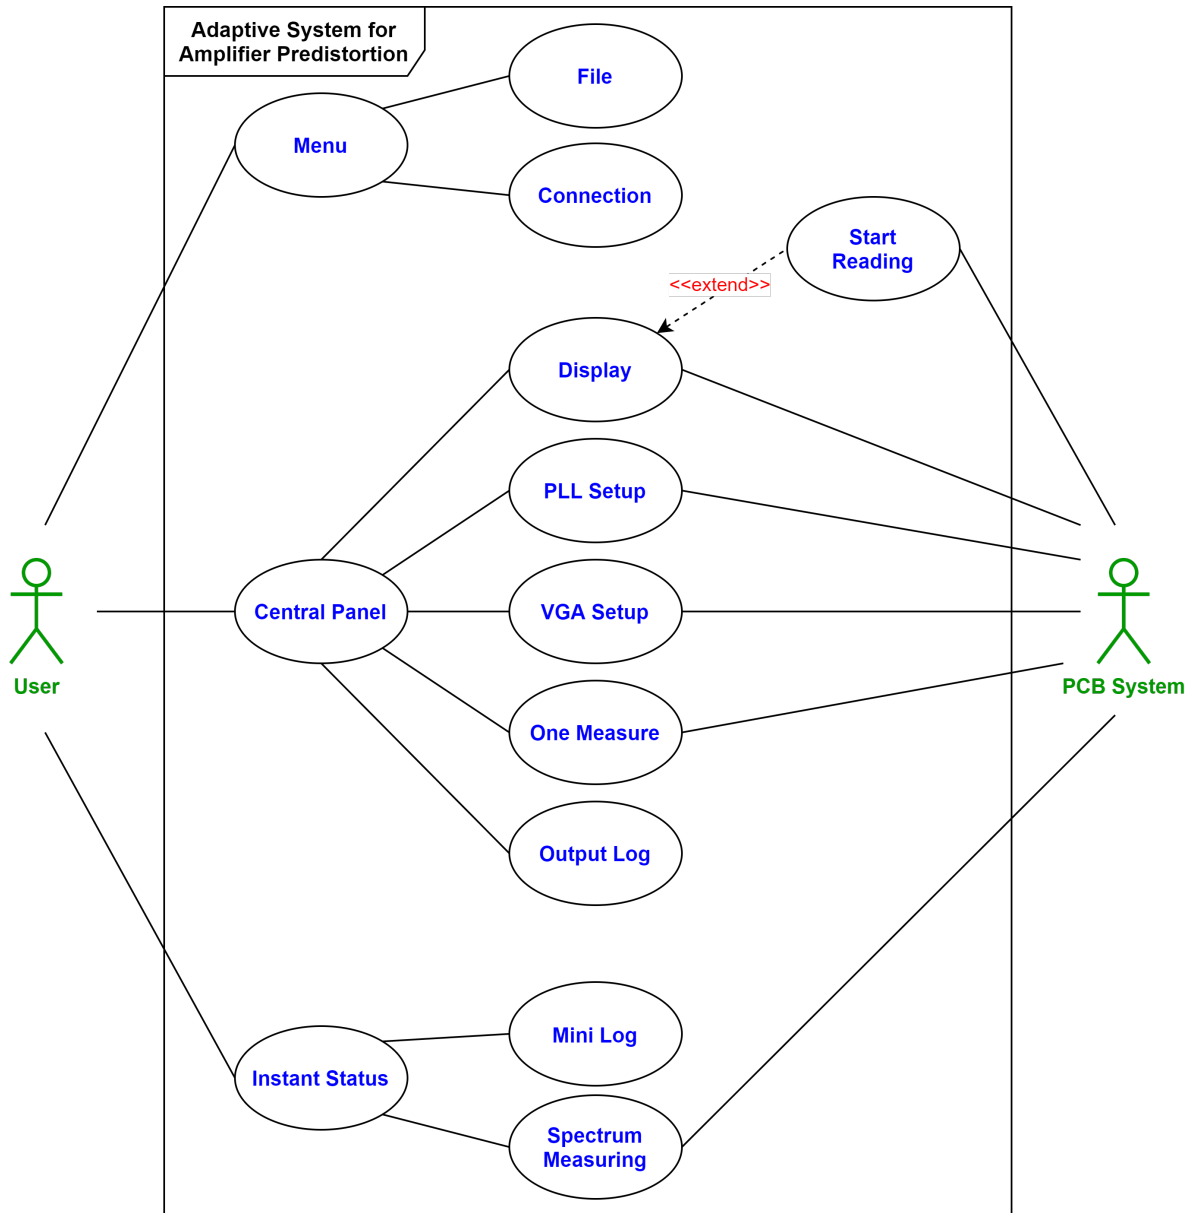 Adaptive System for
Amplifier Predistortion
File
Menu
Connection
Start
Reading
<<extend>>
Display
PLL Setup
Central Panel
VGA Setup
User
PCB System
One Measure
Output Log
Mini Log
Instant Status
Spectrum
Measuring